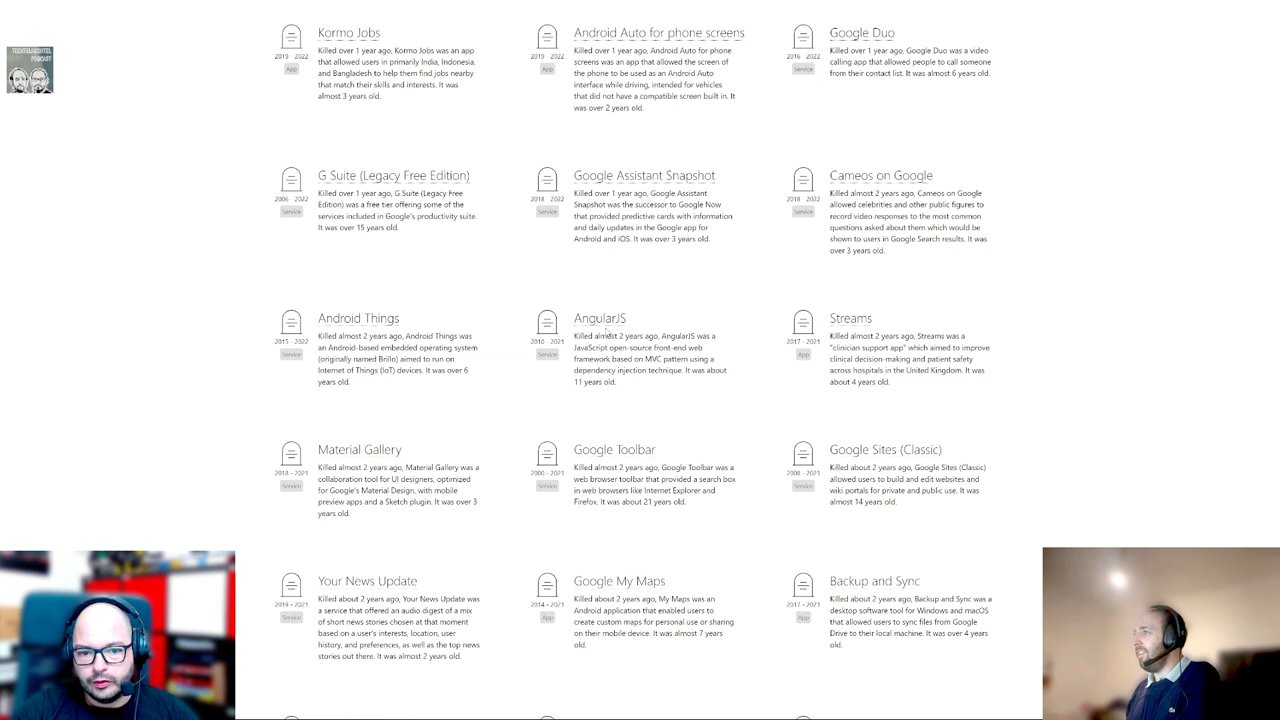 TECHTELMECHTEL
PODCAST
Kormo Jobs
2019 - 2022
App
Killed over 1 year ago, Kormo Jobs was an app
that allowed users in primarily India, Indonesia,
and Bangladesh to help them find jobs nearby
that match their skills and interests. It was
almost 3 years old.
Android Auto for phone screens
2019 - 2022
App
Killed over 1 year ago, Android Auto for phone
screens was an app that allowed the screen of
the phone to be used as an Android Auto
interface while driving, intended for vehicles
that did not have a compatible screen built in. It
was over 2 years old.
Google Duo
2016 - 2022
Service
Killed over 1 year ago, Google Duo was a video
calling app that allowed people to call someone
from their contact list. It was almost 6 years old.
G Suite (Legacy Free Edition)
2006 - 2022
Service
Killed over 1 year ago, G Suite (Legacy Free
Edition) was a free tier offering some of the
services included in Google's productivity suite.
It was over 15 years old.
Google Assistant Snapshot
2018 - 2022
Service
Killed over 1 year ago, Google Assistant
Snapshot was the successor to Google Now
that provided predictive cards with information
and daily updates in the Google app for
Android and iOS. It was over 3 years old.
Cameos on Google
2018 - 2022
Service
Killed almost 2 years ago, Cameos on Google
allowed celebrities and other public figures to
record video responses to the most common
questions asked about them which would be
shown to users in Google Search results. It was
over 3 years old.
Android Things
2015 - 2022
Service
Killed almost 2 years ago, Android Things was
an Android-based embedded operating system
(originally named Brillo) aimed to run on
Internet of Things (IoT) devices. It was over 6
years old.
AngularJS
2010 - 2021
Service
Killed almost 2 years ago, AngularJS was a
JavaScript open-source front-end web
framework based on MVC pattern using a
dependency injection technique. It was about
11 years old.
Streams
2017 - 2021
App
Killed almost 2 years ago, Streams was a
"clinician support app" which aimed to improve
clinical decision-making and patient safety
across hospitals in the United Kingdom. It was
about 4 years old.
Material Gallery
2018 - 2021
Service
Killed almost 2 years ago, Material Gallery was a
collaboration tool for UI designers, optimized
for Google's Material Design, with mobile
preview apps and a Sketch plugin. It was over 3
years old.
Google Toolbar
2000 - 2021
Service
Killed almost 2 years ago, Google Toolbar was a
web browser toolbar that provided a search box
in web browsers like Internet Explorer and
Firefox. It was about 21 years old.
Google Sites (Classic)
2008 - 2021
Service
Killed about 2 years ago, Google Sites (Classic)
allowed users to build and edit websites and
wiki portals for private and public use. It was
almost 14 years old.
Your News Update
2019 - 2021
Service
Killed about 2 years ago, Your News Update was
a service that offered an audio digest of a mix
of short news stories chosen at that moment
based on a user's interests, location, user
history, and preferences, as well as the top news
stories out there. It was almost 2 years old.
Google My Maps
2014 - 2021
App
Killed about 2 years ago, My Maps was an
Android application that enabled users to
create custom maps for personal use or sharing
on their mobile device. It was almost 7 years
old.
Backup and Sync
2017 - 2021
App
Killed about 2 years ago, Backup and Sync was a
desktop software tool for Windows and macOS
that allowed users to sync files from Google
Drive to their local machine. It was over 4 years
old.